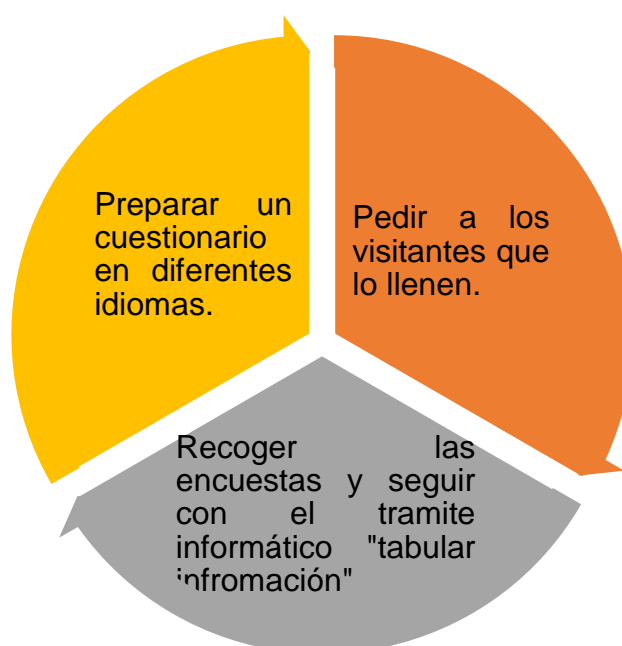 Preparar un
cuestionario
en diferentes
idiomas.
Pedir a los
visitantes que
lo llenen.
Recoger las
encuestas y seguir
con el tramite
informático "tabular
infromación"